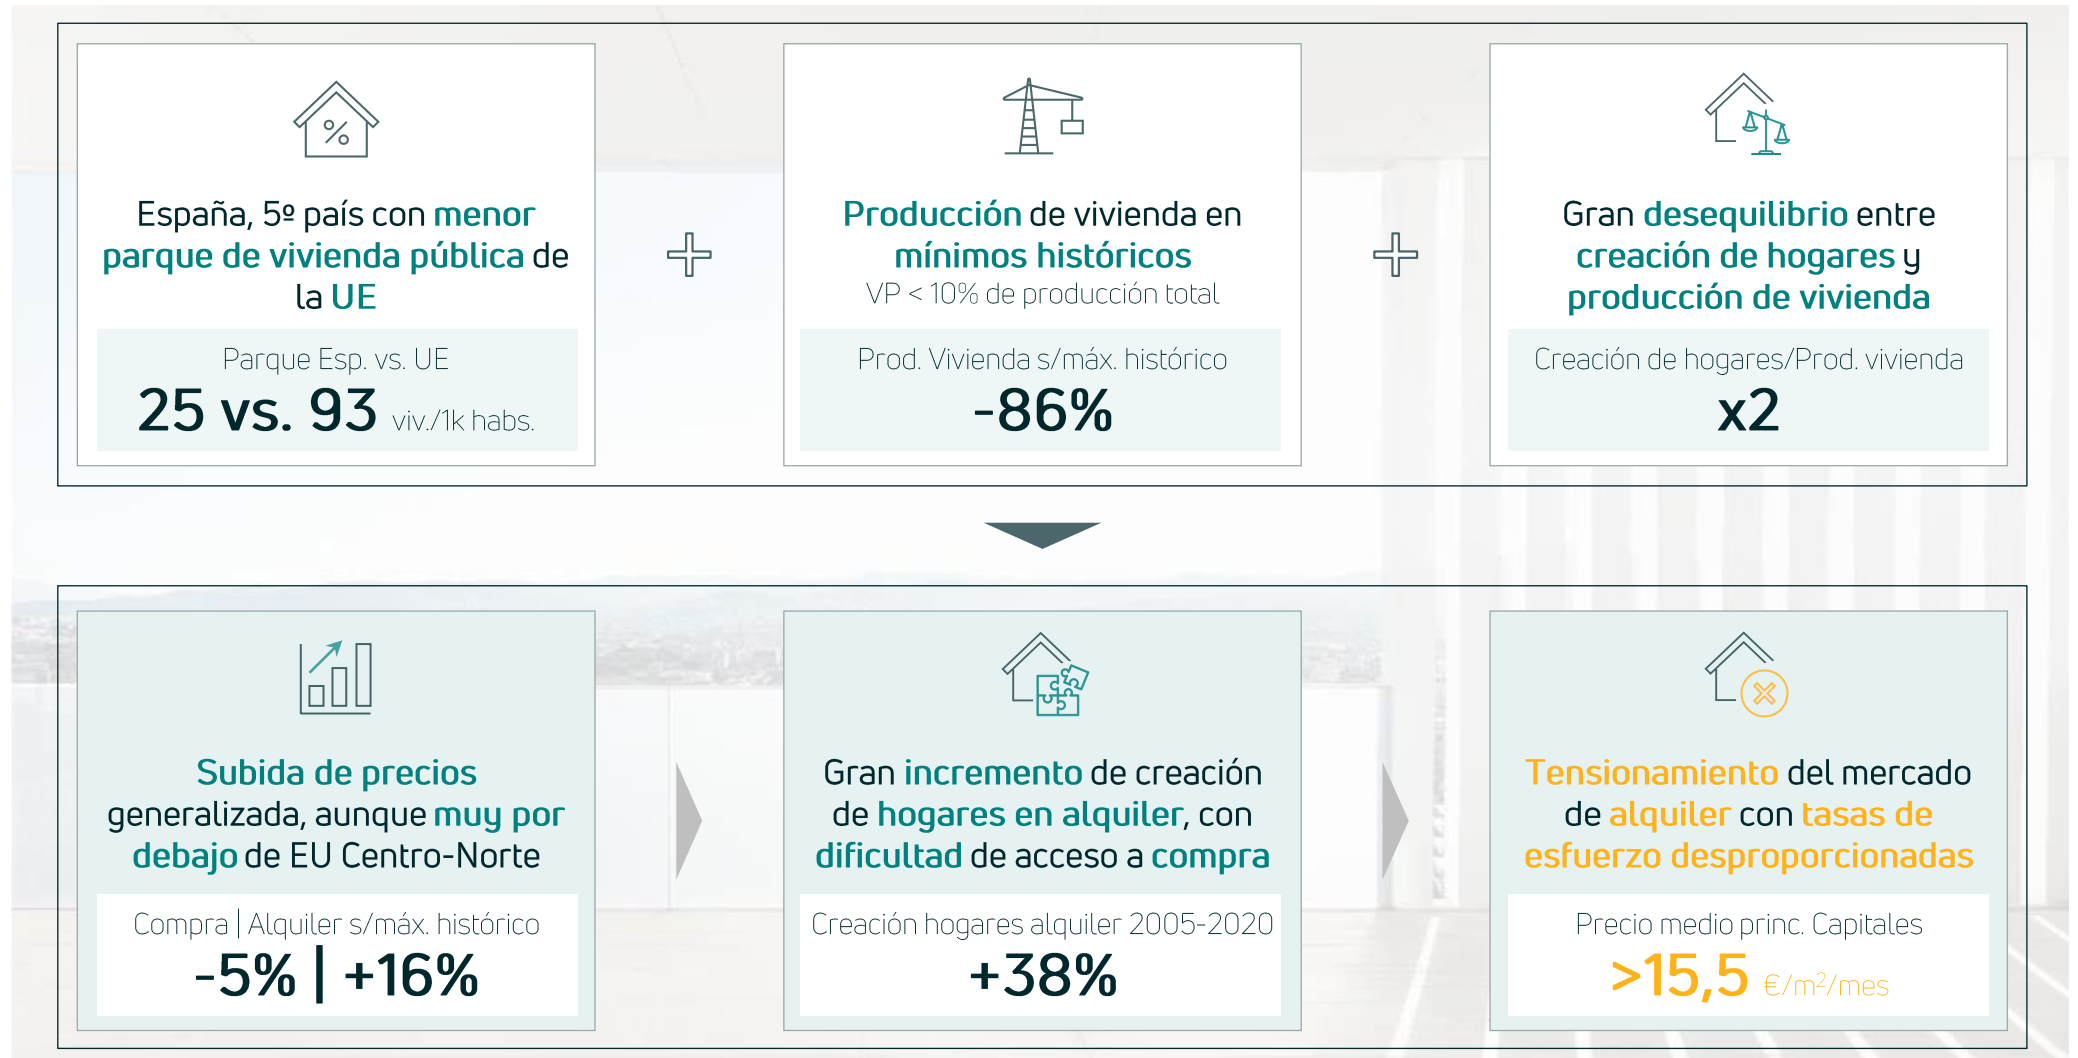 España, 5º país con menor
parque de vivienda pública de
la UE
Parque Esp. vs. UE
25 vs. 93 viv./1k habs.
Producción de vivienda en
mínimos históricos
VP < 10% de producción total
Prod. Vivienda s/máx. histórico
-86%
Gran desequilibrio entre
creación de hogares y
producción de vivienda
Creación de hogares/Prod. vivienda
x2
Subida de precios
generalizada, aunque muy por
debajo de EU Centro-Norte
Compra | Alquiler s/máx. histórico
-5% | +16%
Gran incremento de creación
de hogares en alquiler, con
dificultad de acceso a compra
Creación hogares alquiler 2005-2020
+38%
Tensionamiento del mercado
de alquiler con tasas de
esfuerzo desproporcionadas
Precio medio princ. Capitales
>15,5 €/m²/mes